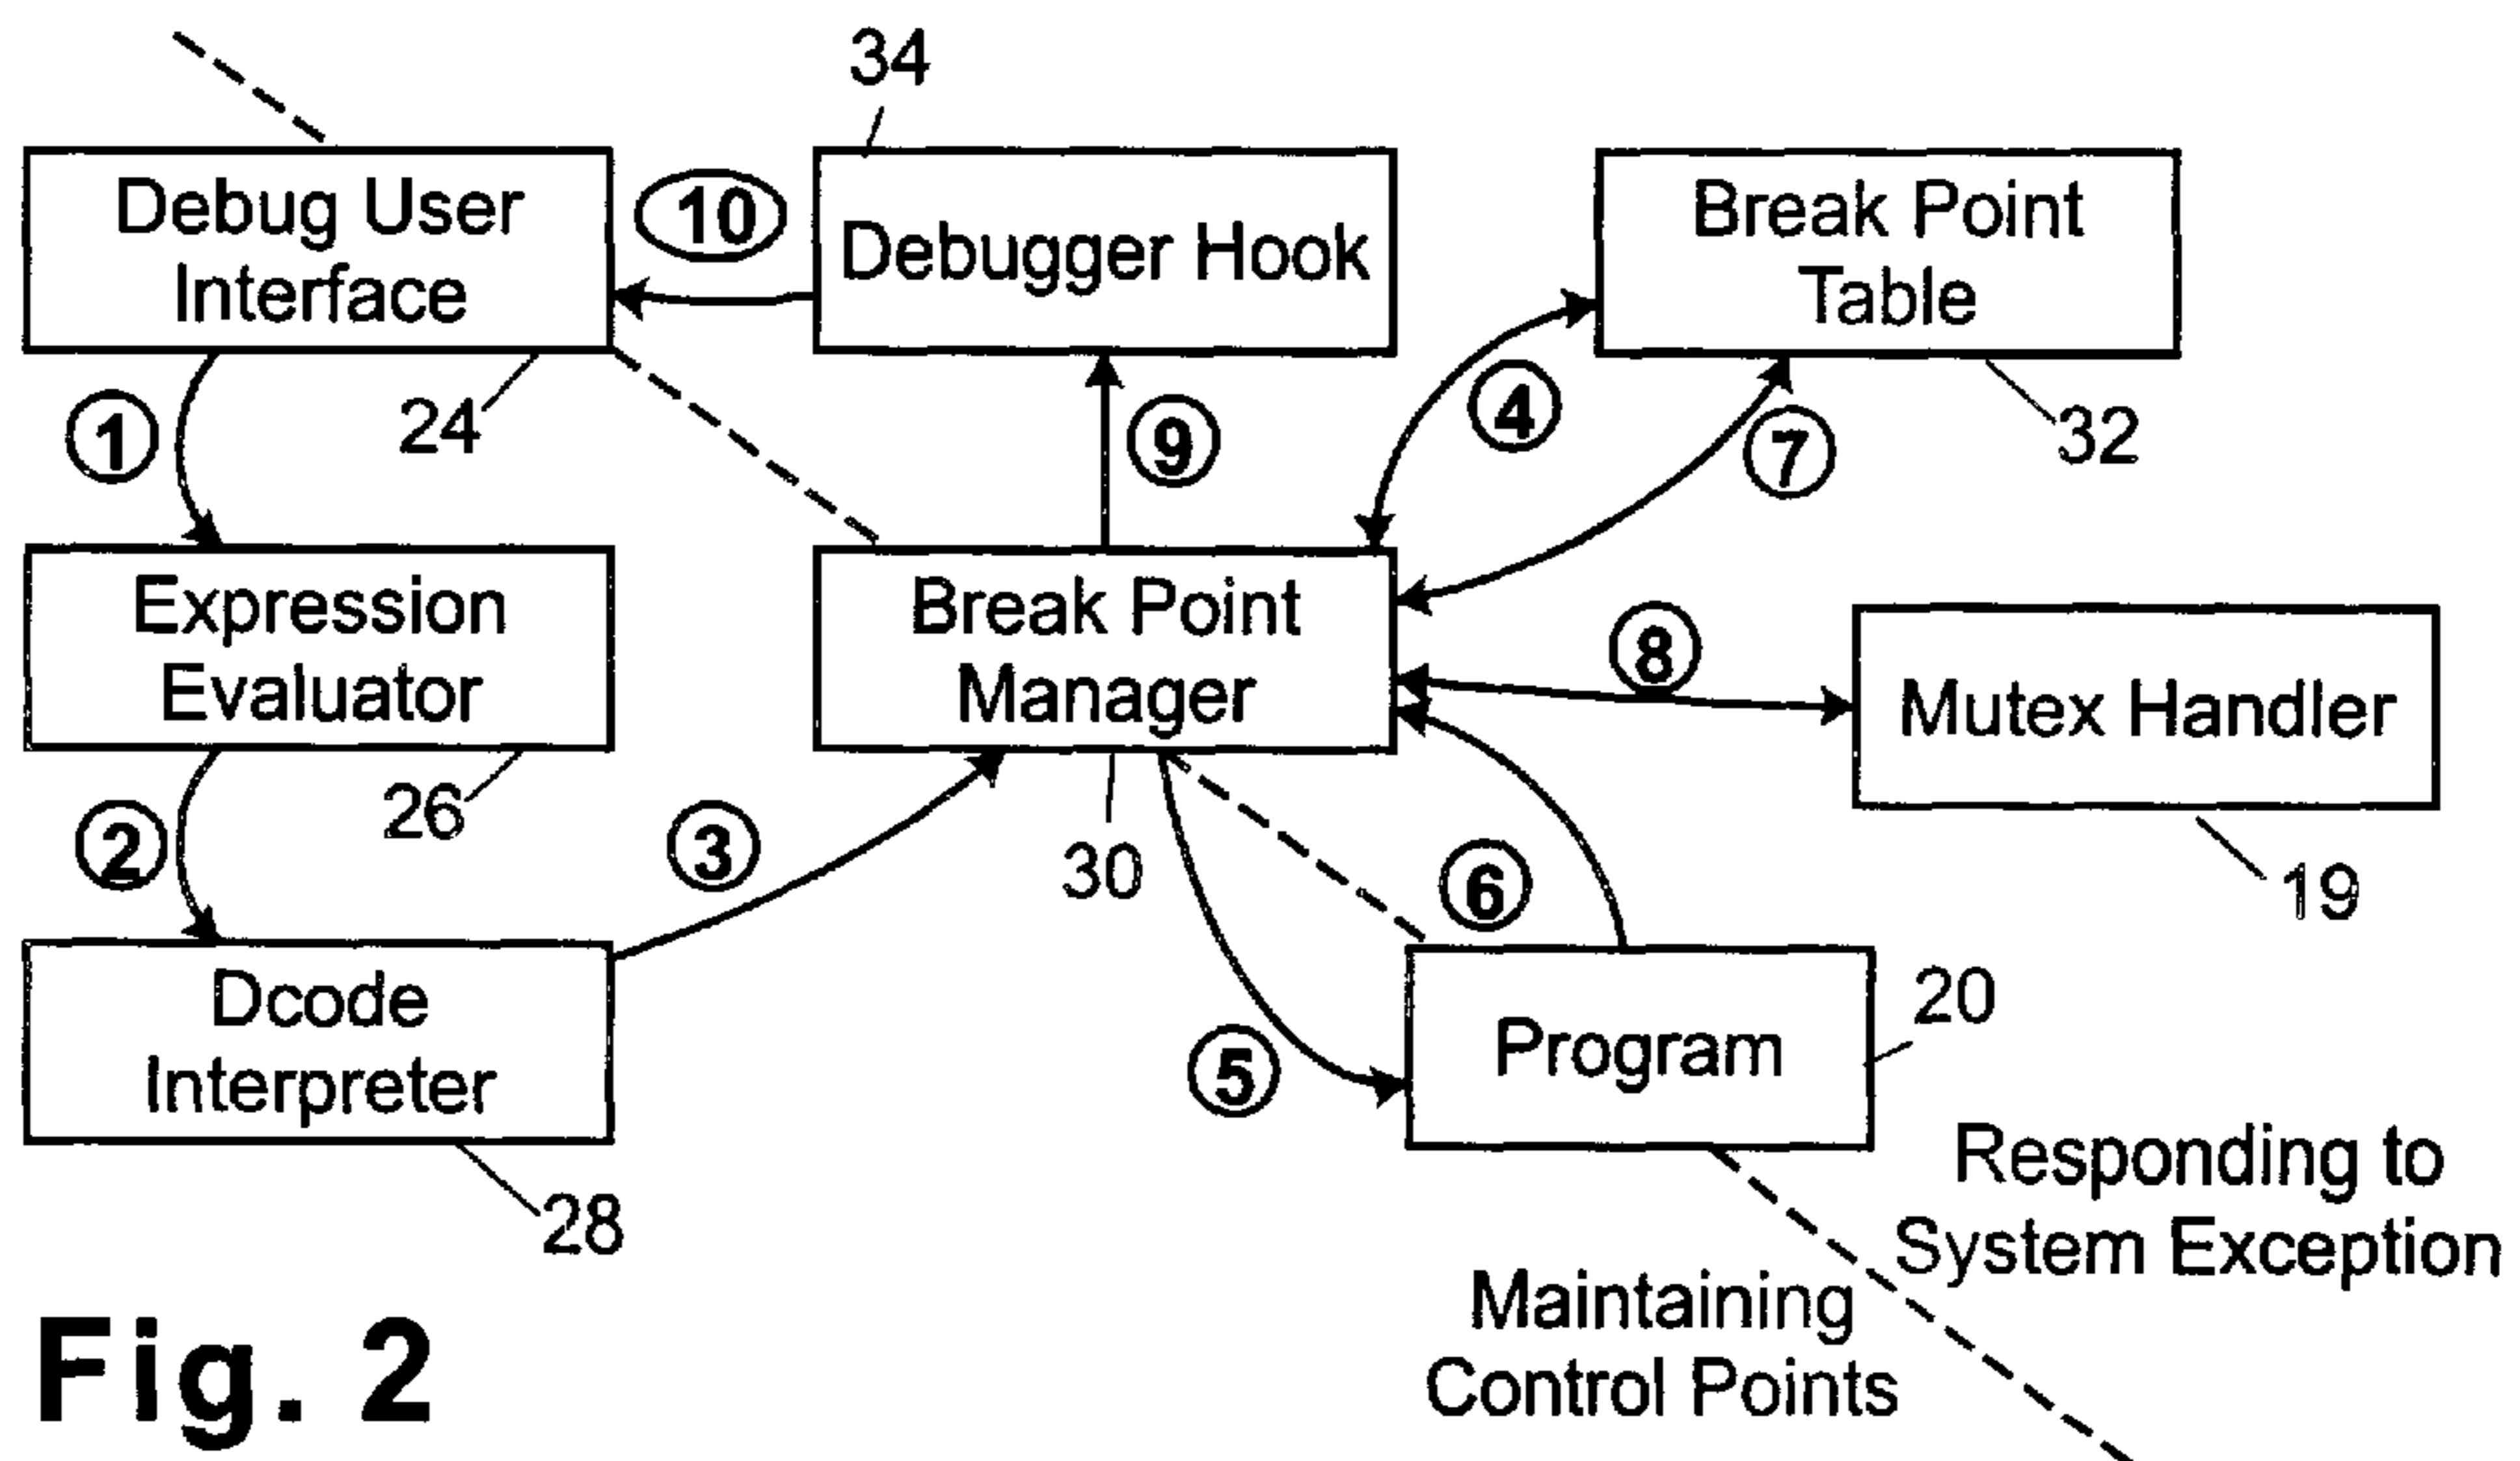 34
Debug User
Interface
10
Debugger Hook
Break Point
Table
1
24
9
4
7
32
Expression
Evaluator
Break Point
Manager
8
Mutex Handler
26
2
3
30
6
19
Dcode
Interpreter
5
Program
20
28
Responding to
System Exception
Maintaining
Control Points
Fig. 2